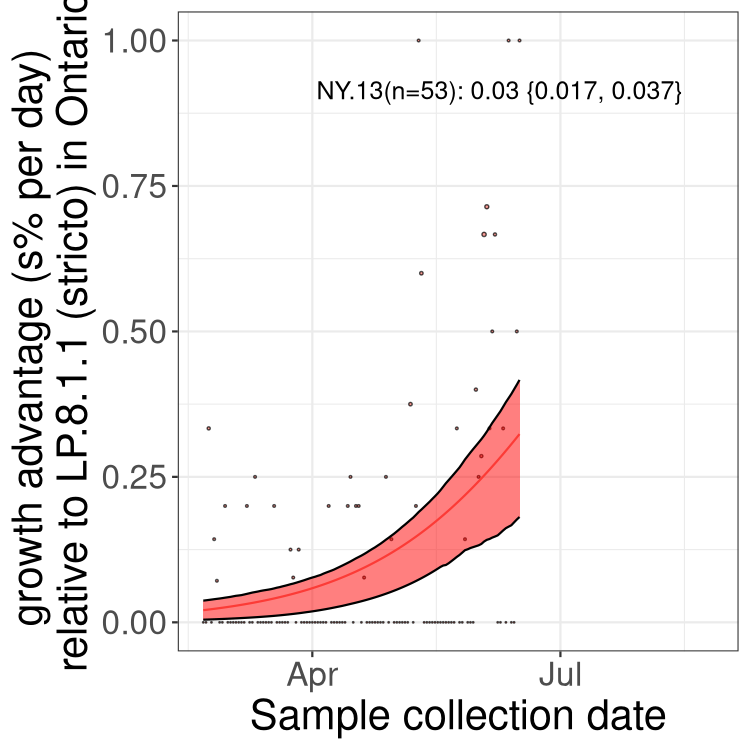 growth advantage (s% per day)
relative to LP.8.1.1 (stricto) in Ontario
1.00
0.75
0.50
0.25
0.00
NY.13(n=53): 0.03 {0.017, 0.037}
Apr
Jul
Sample collection date